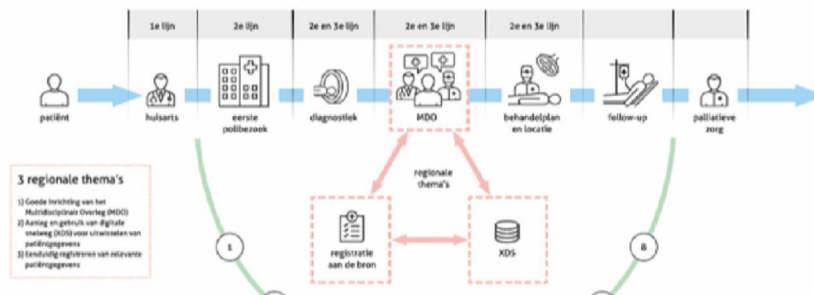 1e lijn
2e lijn
2e en 3e lijn
2e en 3e lijn
2e en 3e lijn
patiënt
huisarts
eerste
polibezoek
diagnostiek
MDO
behandelplan
en locatie
follow-up
palliatieve
zorg
3 regionale thema's
1) Goede inrichting van het
Multidisciplinair Overleg (MDO)
2) Aanleg en gebruik van digitale
snelweg (XDS) voor uitwisselen van
patiëntgegevens
3) Eenduidig registreren van relevante
patiëntgegevens
regionale
thema's
registratie
aan de bron
XDS
1